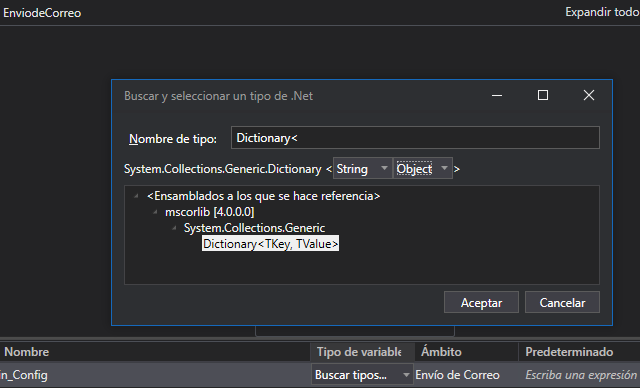 EnviodeCorreo
Expandir todo
Buscar y seleccionar un tipo de .Net
Nombre de tipo: Dictionary<
System.Collections.Generic.Dictionary < String Object >
<Ensamblados a los que se hace referencia>
mscorlib [4.0.0.0]
System.Collections.Generic
Dictionary<TKey, TValue>
Aceptar Cancelar
Nombre Tipo de variable Ámbito Predeterminado
in_Config Buscar tipos... Envío de Correo Escriba una expresión